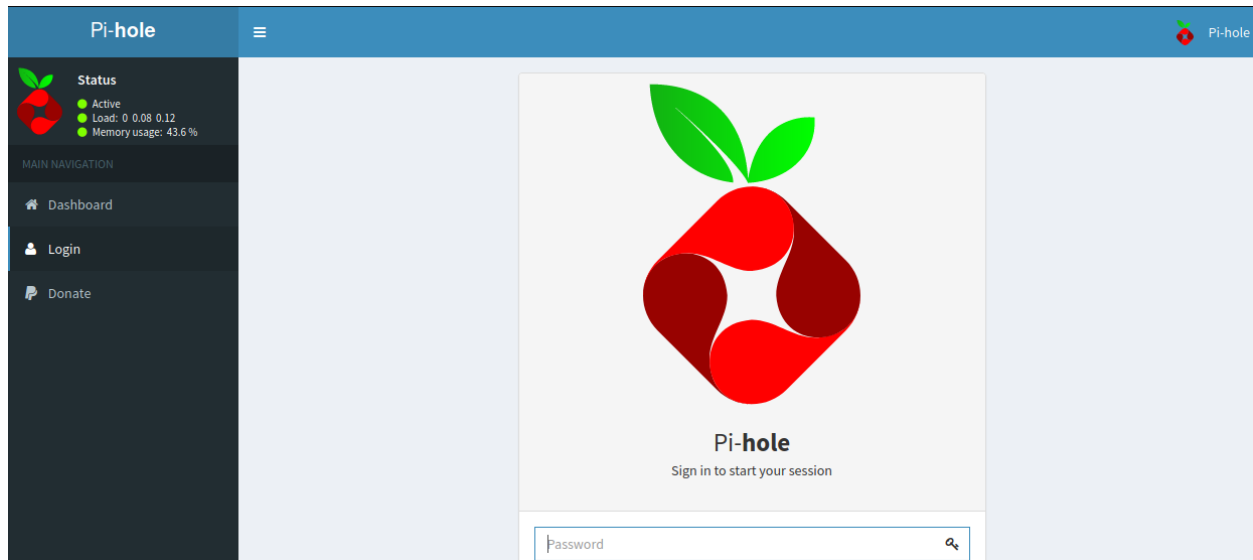 Pi-hole
Pi-hole
Status
Active
Load: 0 0.08 0.12
Memory usage: 43.6 %
MAIN NAVIGATION
Dashboard
Login
Donate
Pi-hole
Sign in to start your session
Password